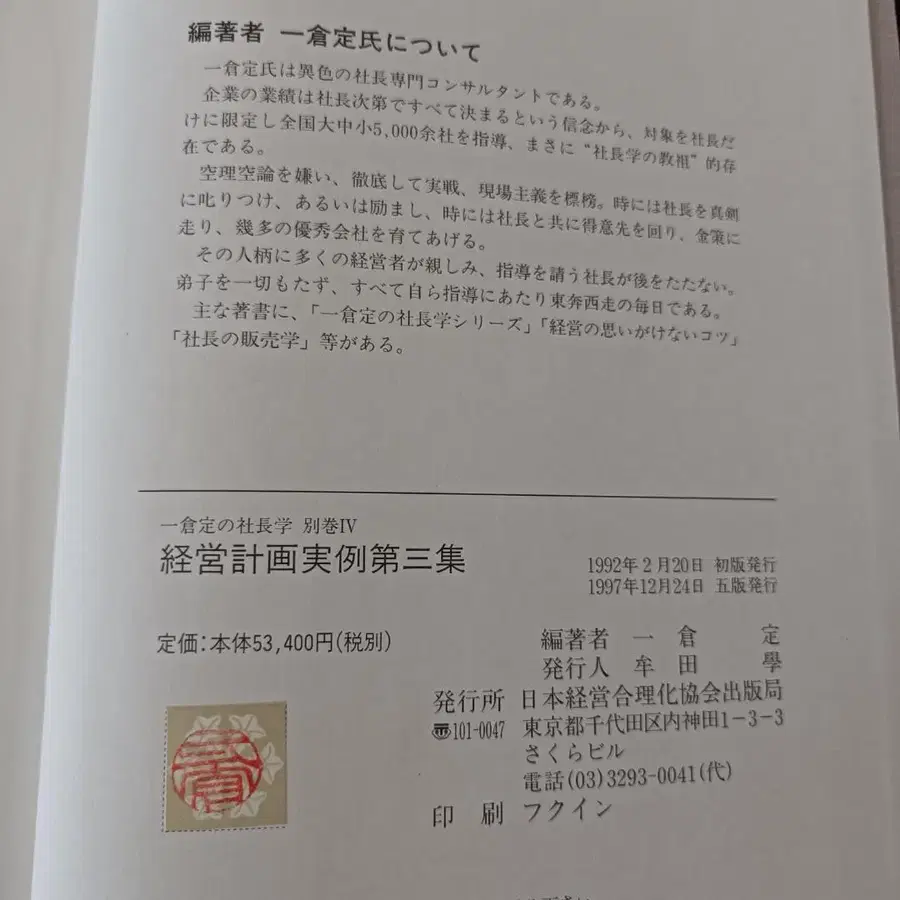 編著者 一倉定氏について
一倉定氏は異色の社長専門コンサルタントである。
企業の業績は社長次第ですべて決まるという信念から、対象を社長だ
けに限定し全国大中小5,000余社を指導、まさに“社長学の教祖”的存
在である。
空理空論を嫌い、徹底して実戦、現場主義を標榜。時には社長を真剣
に叱りつけ、あるいは励まし、時には社長と共に得意先を回り、金策に
走り、幾多の優秀会社を育てあげる。
その人柄に多くの経営者が親しみ、指導を請う社長が後をたたない。
弟子を一切もたず、すべて自ら指導にあたり東奔西走の毎日である。
主な著書に、「一倉定の社長学シリーズ」「経営の思いがけないコツ」
「社長の販売学」等がある。
一倉定の社長学 別巻IV
経営計画実例第三集
1992年2月20日 初版発行
1997年12月24日 五版発行
定価：本体53,400円(税別)
編著者 一倉 定
発行人 牟田 學
発行所 日本経営合理化協会出版局
〠101-0047 東京都千代田区内神田1-3-3
さくらビル
電話(03)3293-0041(代)
印刷 フクイン